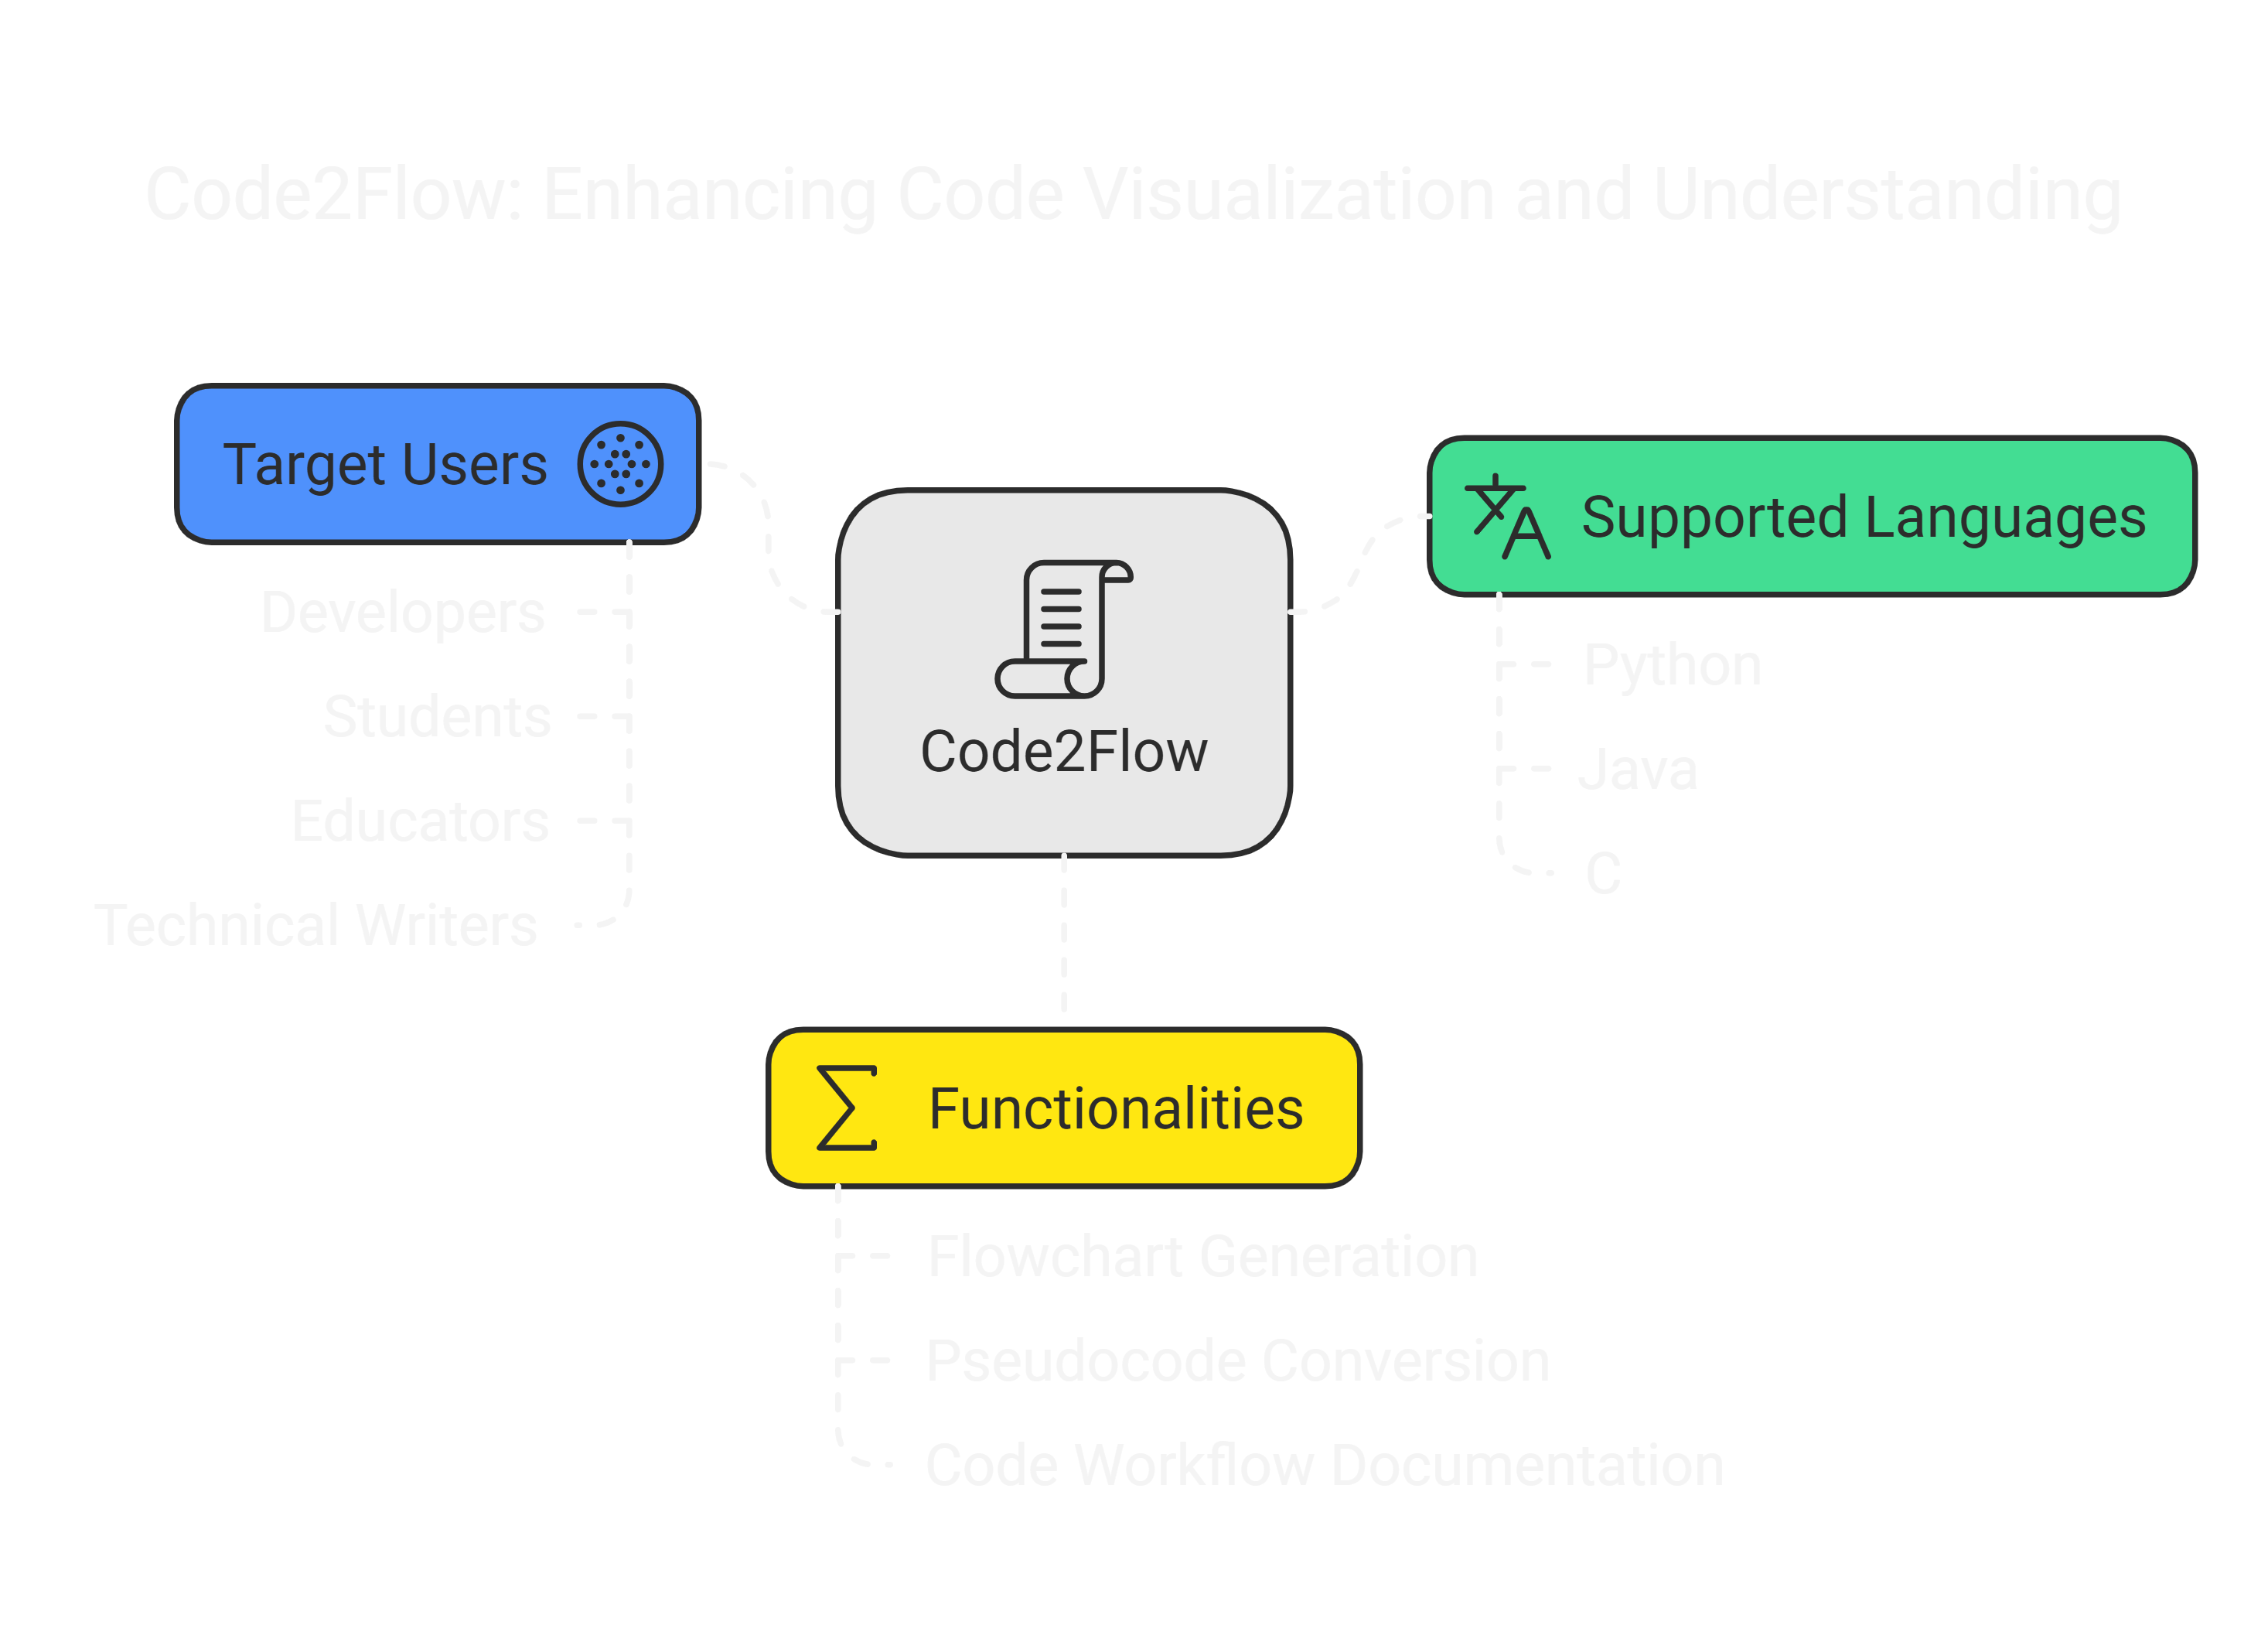 Code2Flow: Enhancing Code Visualization and Understanding
Target Users
Developers
Students
Educators
Technical Writers
Code2Flow
Supported Languages
Python
Java
C
Functionalities
Flowchart Generation
Pseudocode Conversion
Code Workflow Documentation